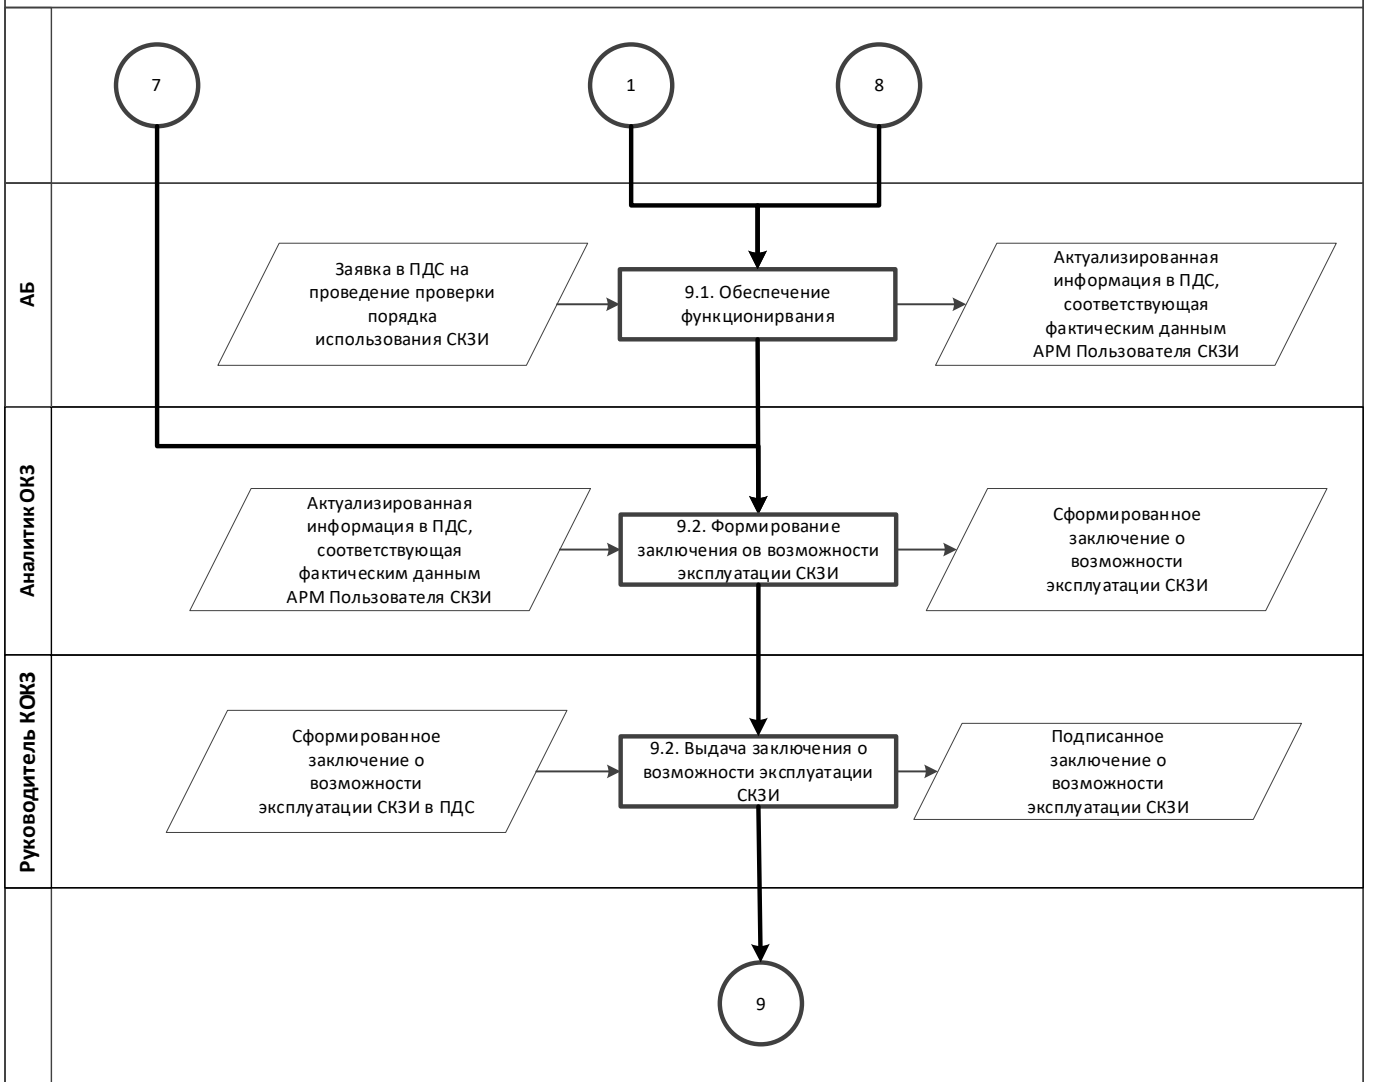 7
1
8
АБ
Заявка в ПДС на
проведение проверки
порядка
использования СКЗИ
9.1. Обеспечение
функционирвания
Актуализированная
информация в ПДС,
соответствующая
фактическим данным
АРМ Пользователя СКЗИ
Аналитик ОКЗ
Актуализированная
информация в ПДС,
соответствующая
фактическим данным
АРМ Пользователя СКЗИ
9.2. Формирование
заключения ов возможности
эксплуатации СКЗИ
Сформированное
заключение о
возможности
эксплуатации СКЗИ
Руководитель КОКЗ
Сформированное
заключение о
возможности
эксплуатации СКЗИ в ПДС
9.2. Выдача заключения о
возможности эксплуатации
СКЗИ
Подписанное
заключение о
возможности
эксплуатации СКЗИ
9